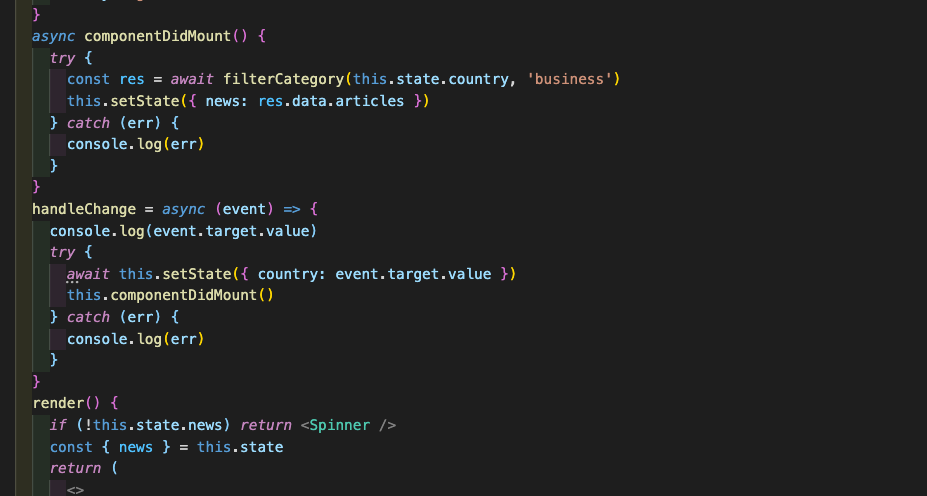 }
async componentDidMount() {
try {
const res = await filterCategory(this.state.country, 'business')
this.setState({ news: res.data.articles })
} catch (err) {
console.log(err)
}
}
handleChange = async (event) => {
console.log(event.target.value)
try {
await this.setState({ country: event.target.value })
this.componentDidMount()
} catch (err) {
console.log(err)
}
}
render() {
if (!this.state.news) return <Spinner />
const { news } = this.state
return (
<>